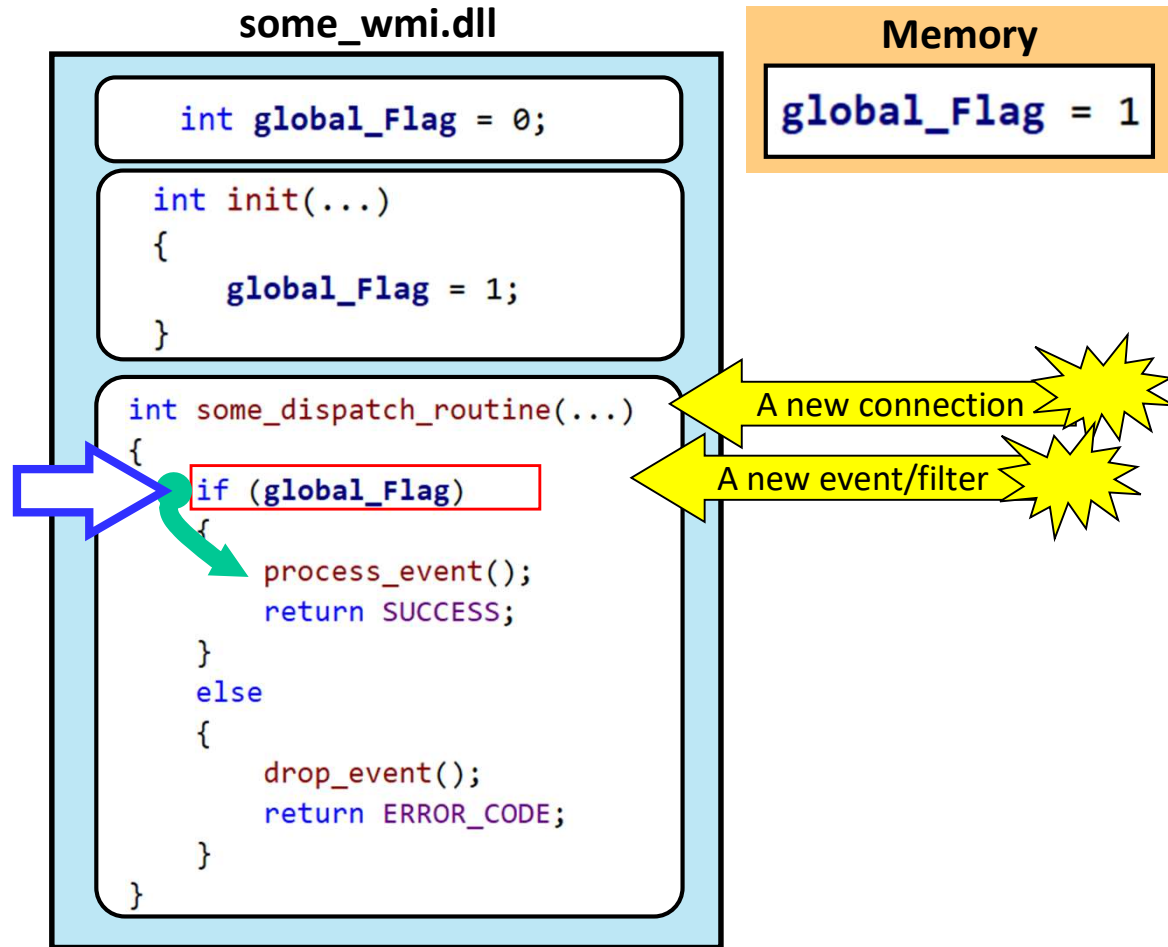 some_wmi.dll
int global_Flag = 0;
int init(...)
{
global_Flag = 1;
}
int some_dispatch_routine(...)
{
if (global_Flag)
{
process_event();
return SUCCESS;
}
else
{
drop_event();
return ERROR_CODE;
}
}
Memory
global_Flag = 1
A new connection
A new event/filter